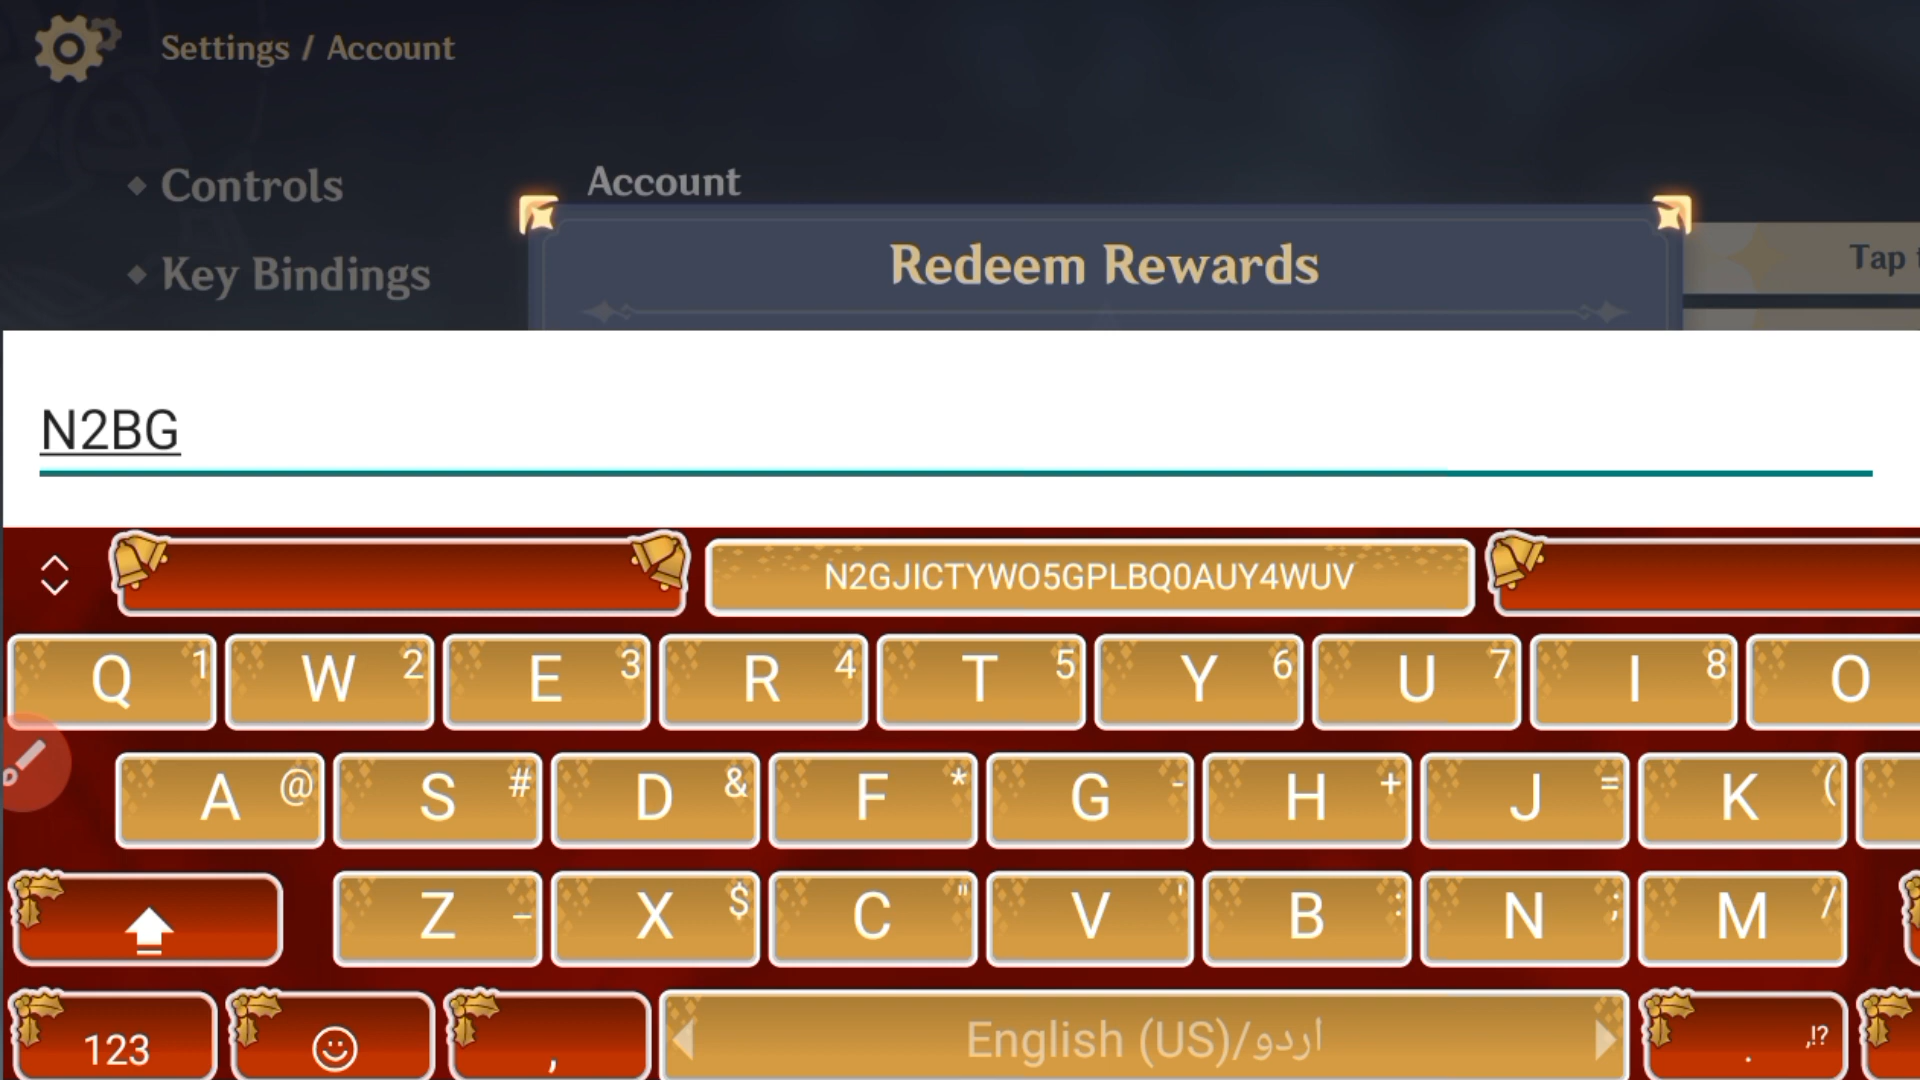 Settings / Account
Controls
Account
Key Bindings
Redeem Rewards
Tap
N2BG
N2GJICTYWO5GPLBQ0AUY4WUV
Q 1 W 2 E 3 R 4 T 5 Y 6 U 7 I 8 O
A @ S # D & F * G - H + J = K (
Z _ X $ C " V ' B : N ; M /
123 , English (US)/اردو . ,!?